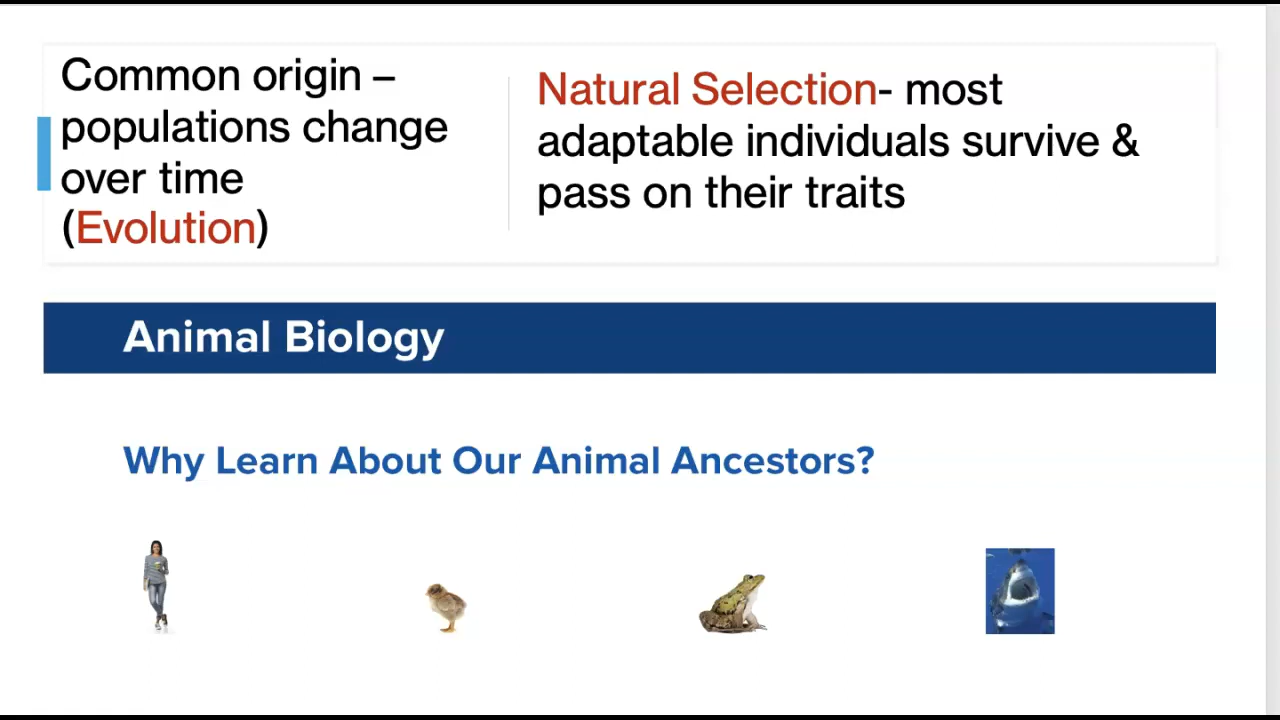 Common origin –
populations change
over time
(Evolution)
Natural Selection- most
adaptable individuals survive &
pass on their traits
Animal Biology
Why Learn About Our Animal Ancestors?